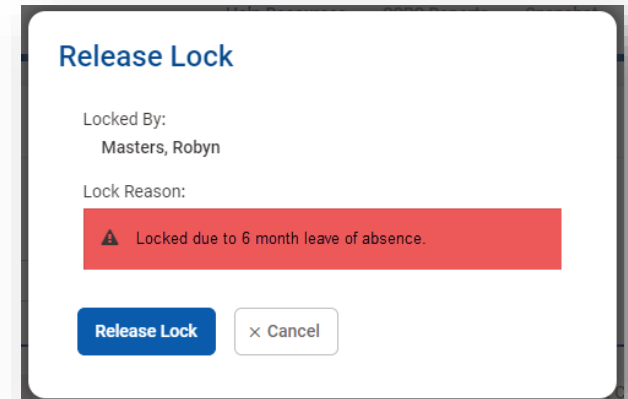 Release Lock
Locked By:
Masters, Robyn
Lock Reason:
Locked due to 6 month leave of absence.
Release Lock
× Cancel